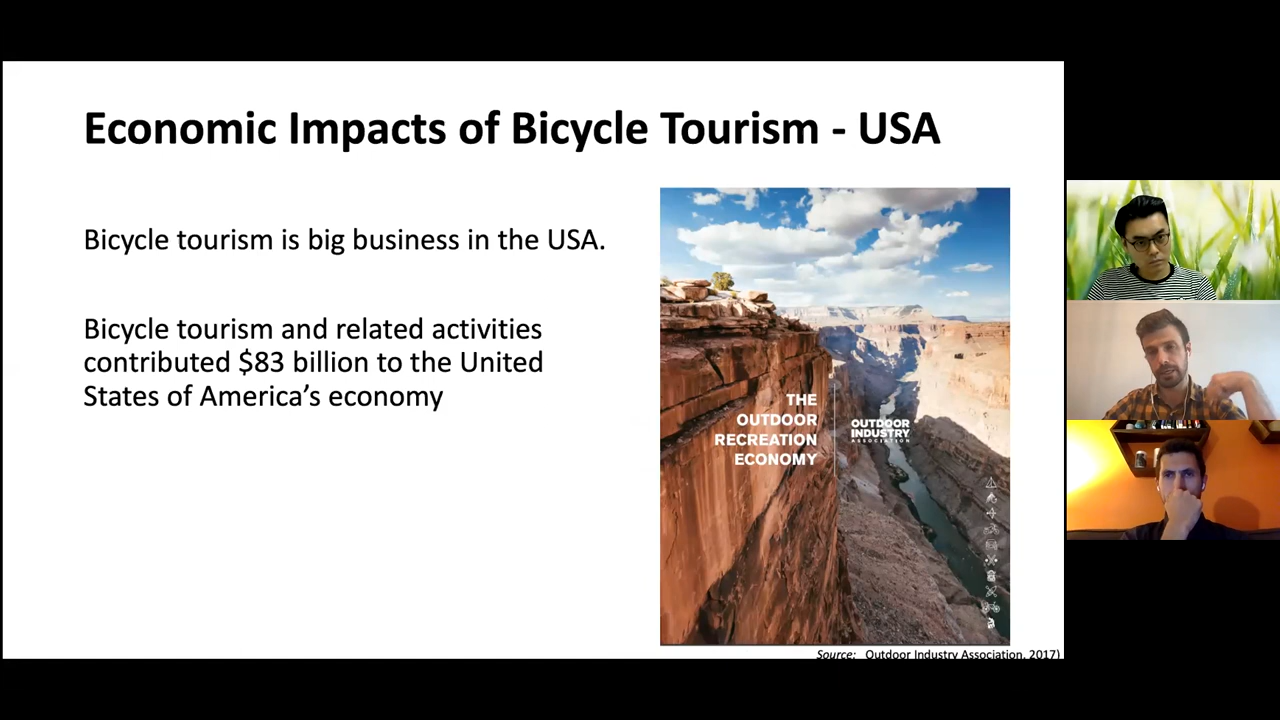 Economic Impacts of Bicycle Tourism - USA
Bicycle tourism is big business in the USA.
Bicycle tourism and related activities
contributed $83 billion to the United
States of America’s economy
THE
OUTDOOR
RECREATION
ECONOMY
OUTDOOR
INDUSTRY
ASSOCIATION
Source: Outdoor Industry Association, 2017)